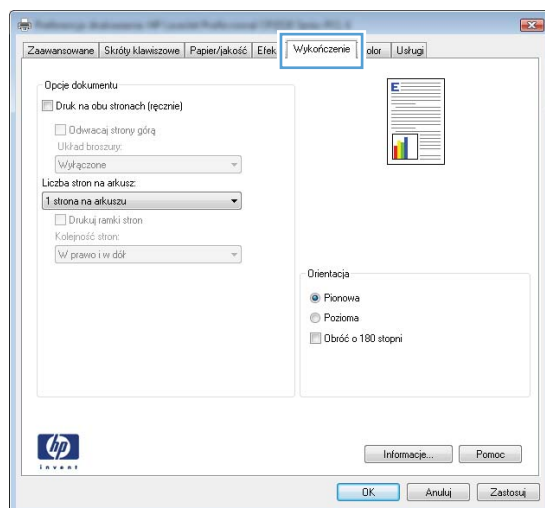 Zaawansowane Skróty klawiszowe Papier/jakość Efek Wykończenie olor Usługi
Opcje dokumentu
Druk na obu stronach (ręcznie)
Odwracaj strony górą
Układ broszury:
Wyłączone
Liczba stron na arkusz:
1 strona na arkuszu
Drukuj ramki stron
Kolejność stron:
W prawo i w dół
E
Orientacja
Pionowa
Pozioma
Obróć o 180 stopni
hp
invent
Informacje... Pomoc
OK Anuluj Zastosuj